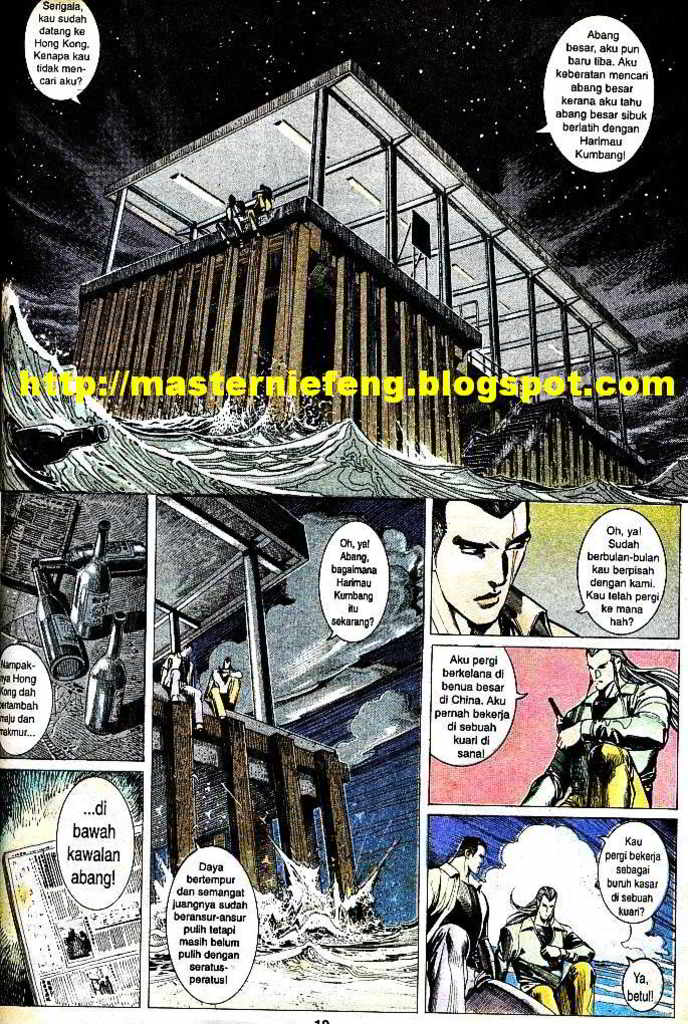 Serigala,
kau sudah
datang ke
Hong Kong.
Kenapa kau
tidak men-
cari aku?
Abang
besar, aku pun
baru tiba. Aku
keberatan mencari
abang besar
kerana aku tahu
abang besar sibuk
berlatih dengan
Harimau
Kumbang!
http://masterniefeng.blogspot.com
Nampak-
nya Hong
Kong dah
bertambah
maju dan
makmur...
...di
bawah
kawalan
abang!
Oh, ya!
Abang,
bagaimana
Harimau
Kumbang
itu
sekarang?
Daya
bertempur
dan semangat
juangnya sudah
beransur-ansur
pulih tetapi
masih belum
pulih dengan
seratus-
peratus!
Oh, ya!
Sudah
berbulan-bulan
kau berpisah
dengan kami.
Kau telah pergi
ke mana
hah?
Aku pergi
berkelana di
benua besar
di China. Aku
pernah bekerja
di sebuah
kuari di
sana!
Kau
pergi bekerja
sebagai
buruh kasar
di sebuah
kuari?
Ya,
betul!